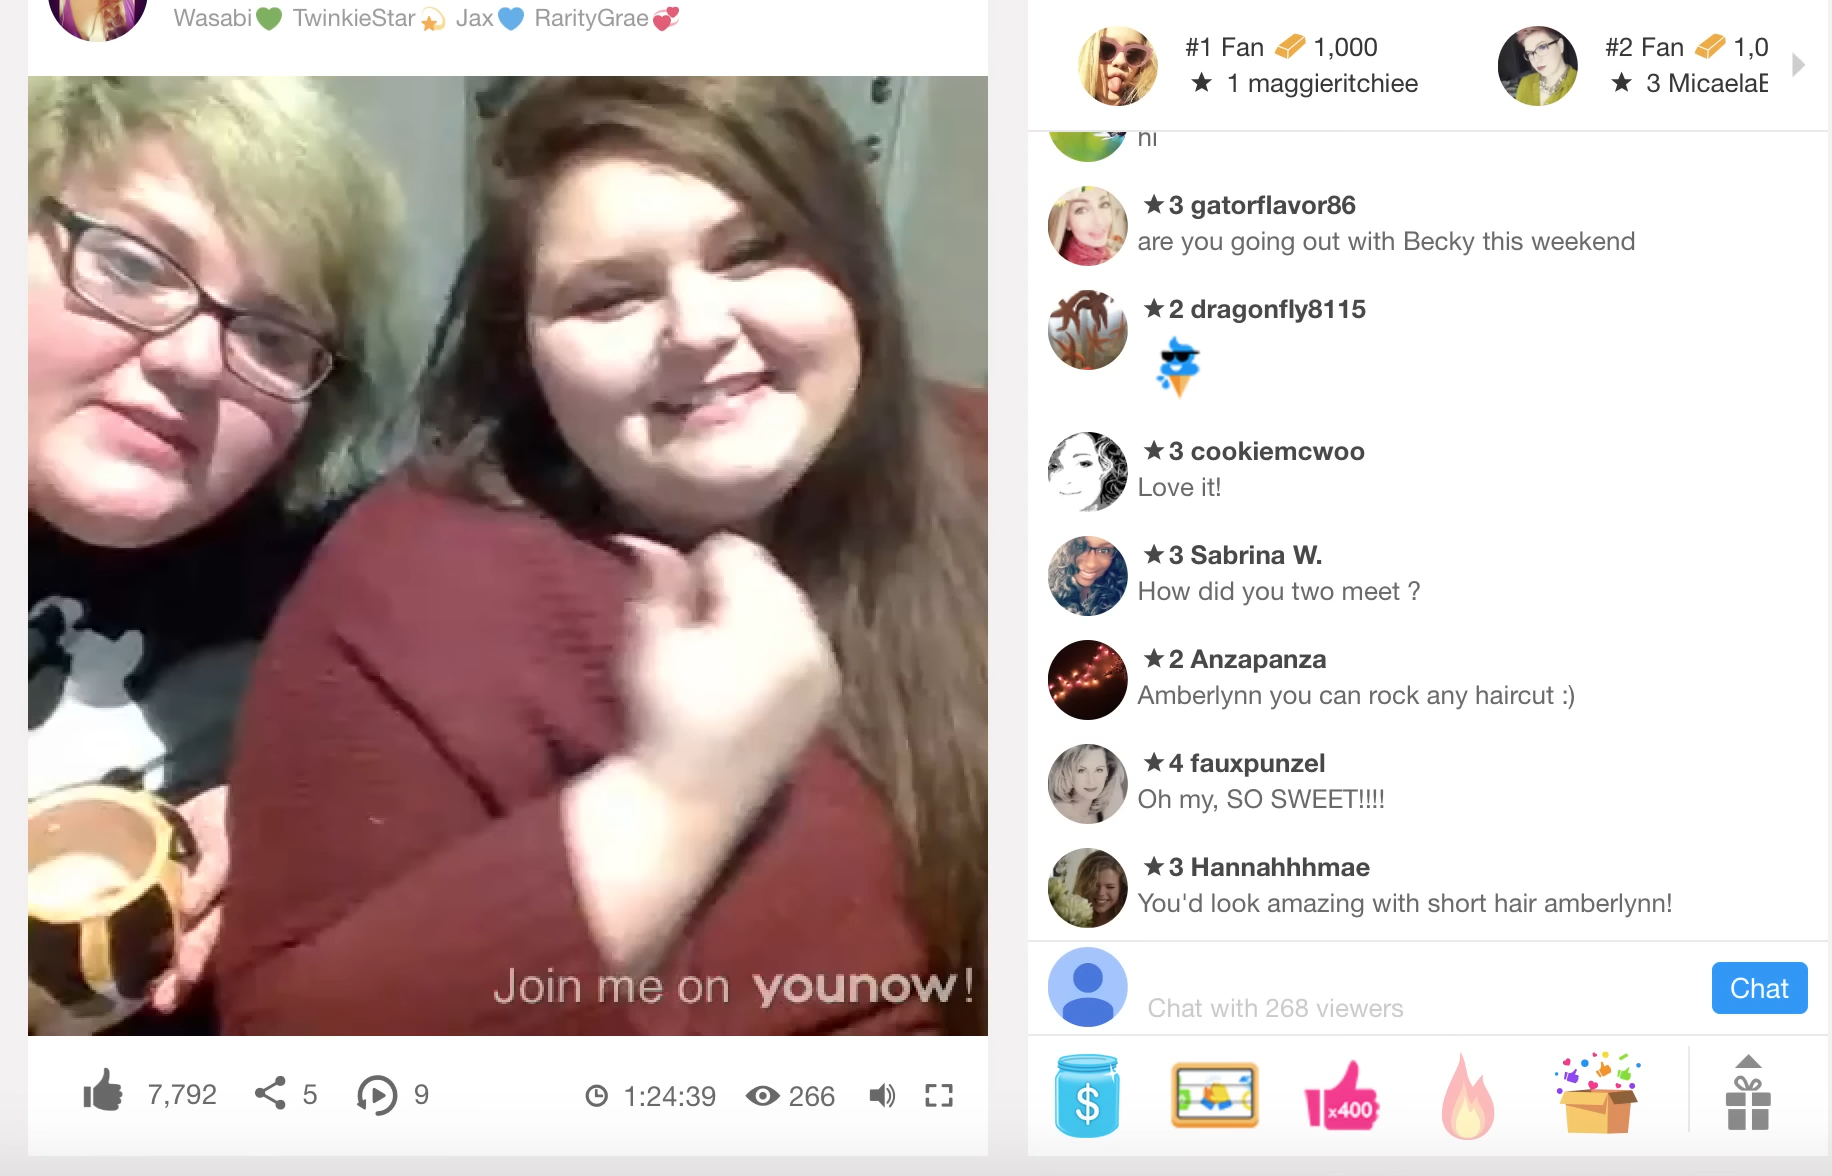 Wasabi💚 TwinkieStar💫 Jax💙 RarityGrae💞
#1 Fan 1,000
★ 1 maggieritchiee
#2 Fan 1,0
★ 3 MicaelaE
hi
★3 gatorflavor86
are you going out with Becky this weekend
★2 dragonfly8115
★3 cookiemcwoo
Love it!
★3 Sabrina W.
How did you two meet ?
★2 Anzapanza
Amberlynn you can rock any haircut :)
★4 fauxpunzel
Oh my, SO SWEET!!!!
★3 Hannahhhmae
You'd look amazing with short hair amberlynn!
Join me on younow!
Chat with 268 viewers
Chat
7,792
5
9
1:24:39
266
$
x400